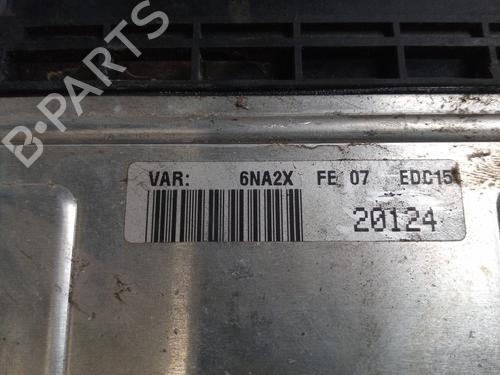 B-PARTS
VAR: 6NA2X FE 07 EDC15
20124